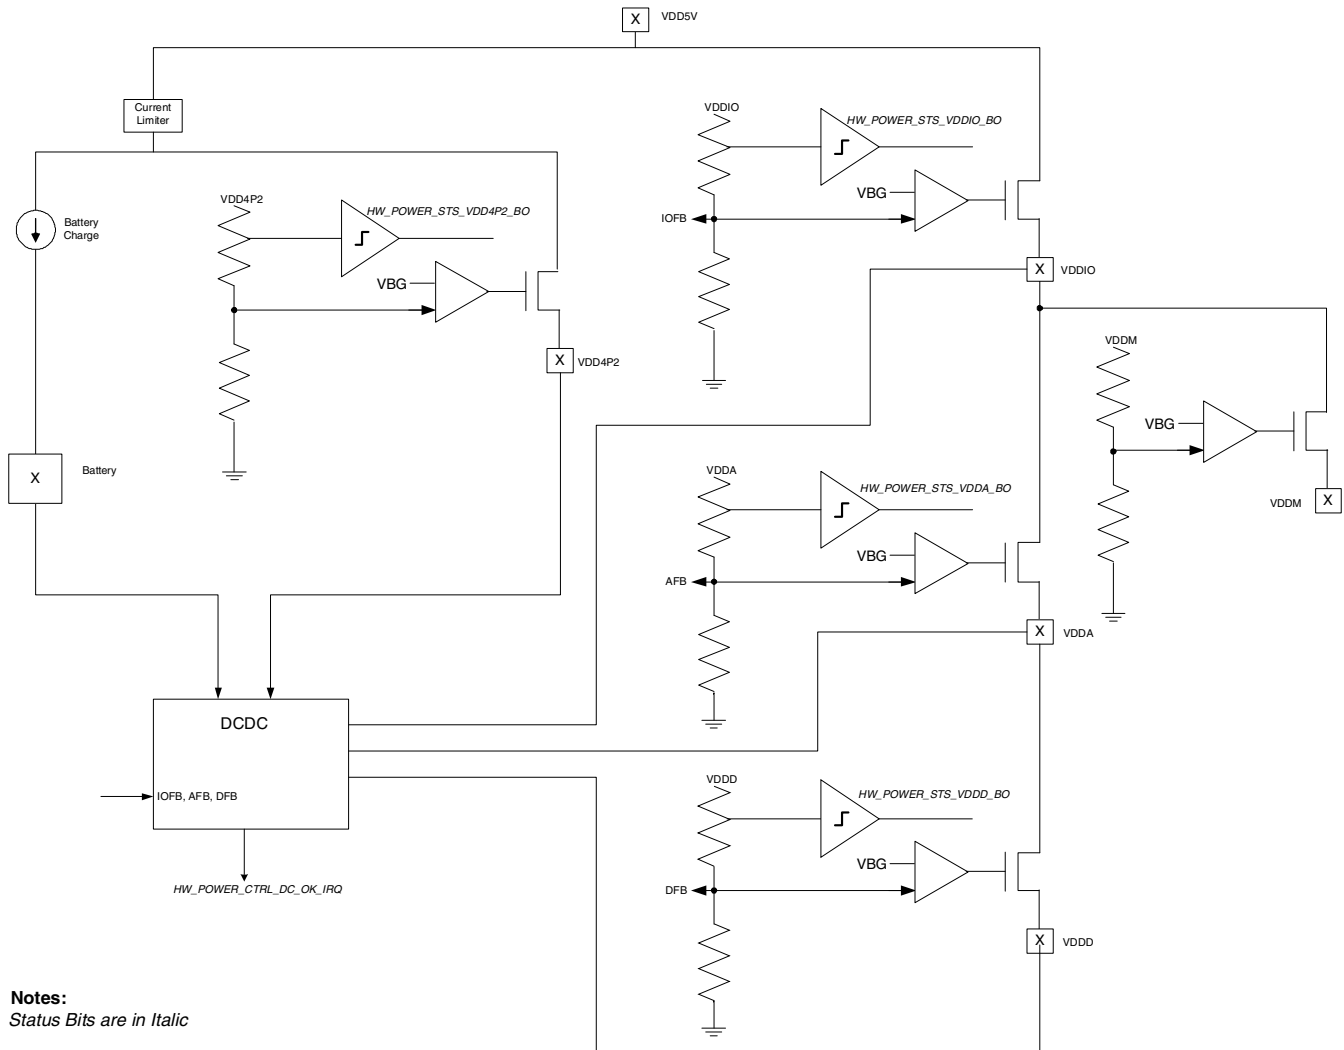 X
VDD5V
Current
Limiter
Battery
Charge
VDD4P2
HW_POWER_STS_VDD4P2_BO
VBG
X
VDD4P2
X
Battery
VDDIO
HW_POWER_STS_VDDIO_BO
VBG
IOFB
X
VDDIO
VDDM
VBG
VDDM
X
VDDA
HW_POWER_STS_VDDA_BO
VBG
AFB
X
VDDA
DCDC
IOFB, AFB, DFB
HW_POWER_CTRL_DC_OK_IRQ
VDDD
HW_POWER_STS_VDDD_BO
VBG
DFB
X
VDDD
Notes:
Status Bits are in Italic